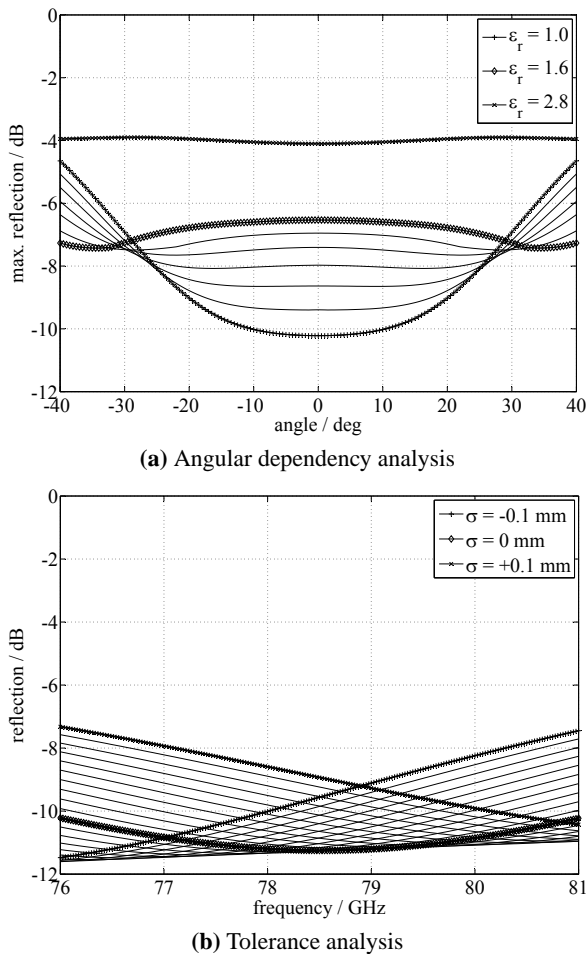 0
-2
-4
-6
-8
-10
-12
max. reflection / dB
ε_r = 1.0
ε_r = 1.6
ε_r = 2.8
-40 -30 -20 -10 0 10 20 30 40
angle / deg
(a) Angular dependency analysis
0
-2
-4
-6
-8
-10
-12
reflection / dB
σ = -0.1 mm
σ = 0 mm
σ = +0.1 mm
76 77 78 79 80 81
frequency / GHz
(b) Tolerance analysis